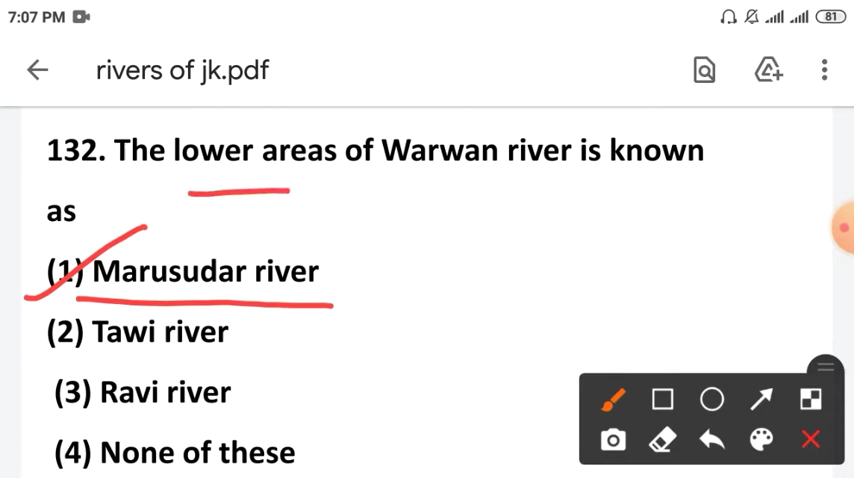 7:07 PM
81
rivers of jk.pdf
132. The lower areas of Warwan river is known
as
(1) Marusudar river
(2) Tawi river
(3) Ravi river
(4) None of these